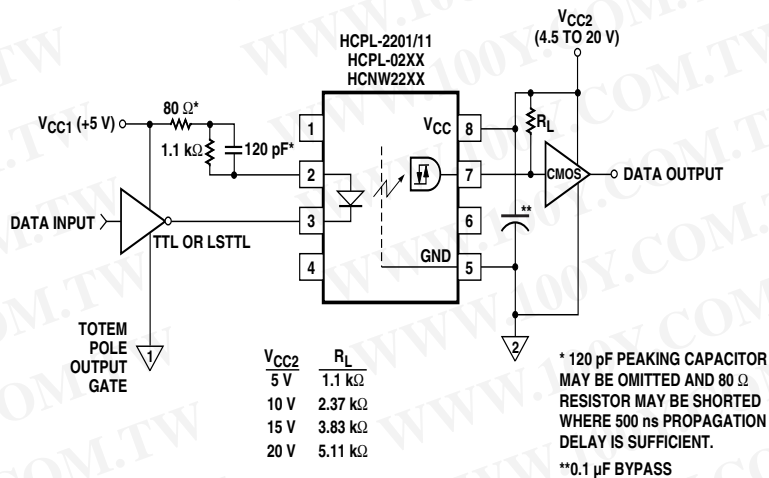 HCPL-2201/11
HCPL-02XX
HCNW22XX
VCC2
(4.5 TO 20 V)
80 Ω*
VCC1 (+5 V)
1.1 kΩ
120 pF*
1
2
3
4
VCC
8
7
6
5
GND
RL
CMOS
DATA OUTPUT
**
DATA INPUT
TTL OR LSTTL
TOTEM
POLE
OUTPUT
GATE
1
2
VCC2 RL
5 V 1.1 kΩ
10 V 2.37 kΩ
15 V 3.83 kΩ
20 V 5.11 kΩ
* 120 pF PEAKING CAPACITOR
MAY BE OMITTED AND 80 Ω
RESISTOR MAY BE SHORTED
WHERE 500 ns PROPAGATION
DELAY IS SUFFICIENT.
**0.1 µF BYPASS
WWW.100Y.COM.TW